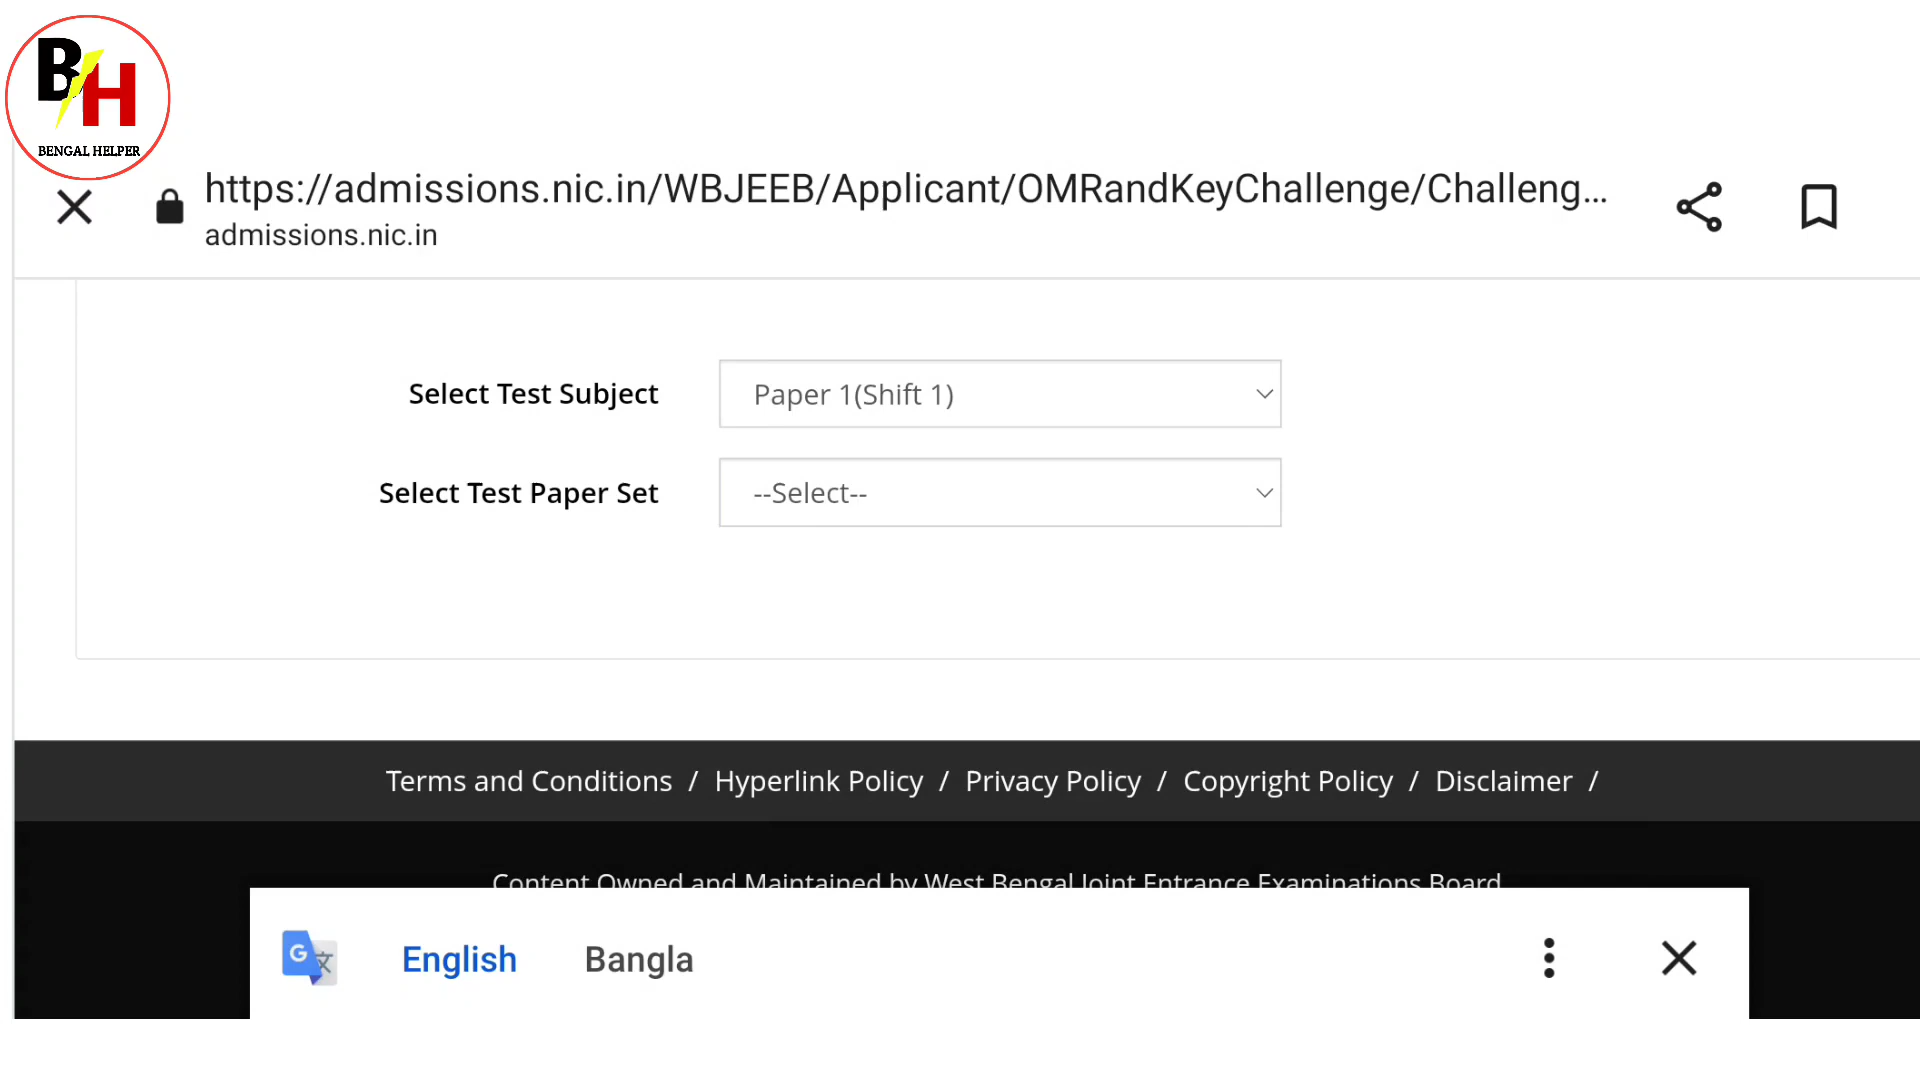 BH
BENGAL HELPER
https://admissions.nic.in/WBJEEB/Applicant/OMRandKeyChallenge/Challeng...
admissions.nic.in
Select Test Subject Paper 1(Shift 1)
Select Test Paper Set --Select--
Terms and Conditions / Hyperlink Policy / Privacy Policy / Copyright Policy / Disclaimer /
Content Owned and Maintained by West Bengal Joint Entrance Examinations Board
G 文 English Bangla